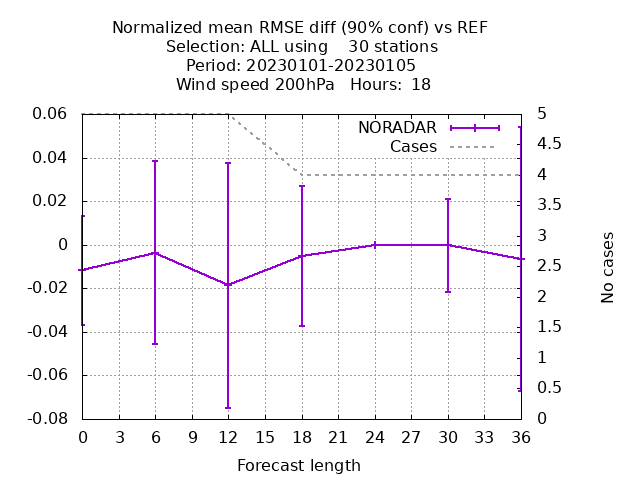 Normalized mean RMSE diff (90% conf) vs REF
Selection: ALL using 30 stations
Period: 20230101-20230105
Wind speed 200hPa Hours: 18
NORADAR
Cases
0.06
0.04
0.02
0
-0.02
-0.04
-0.06
-0.08
5
4.5
4
3.5
3
2.5
2
1.5
1
0.5
0
No cases
0 3 6 9 12 15 18 21 24 27 30 33 36
Forecast length